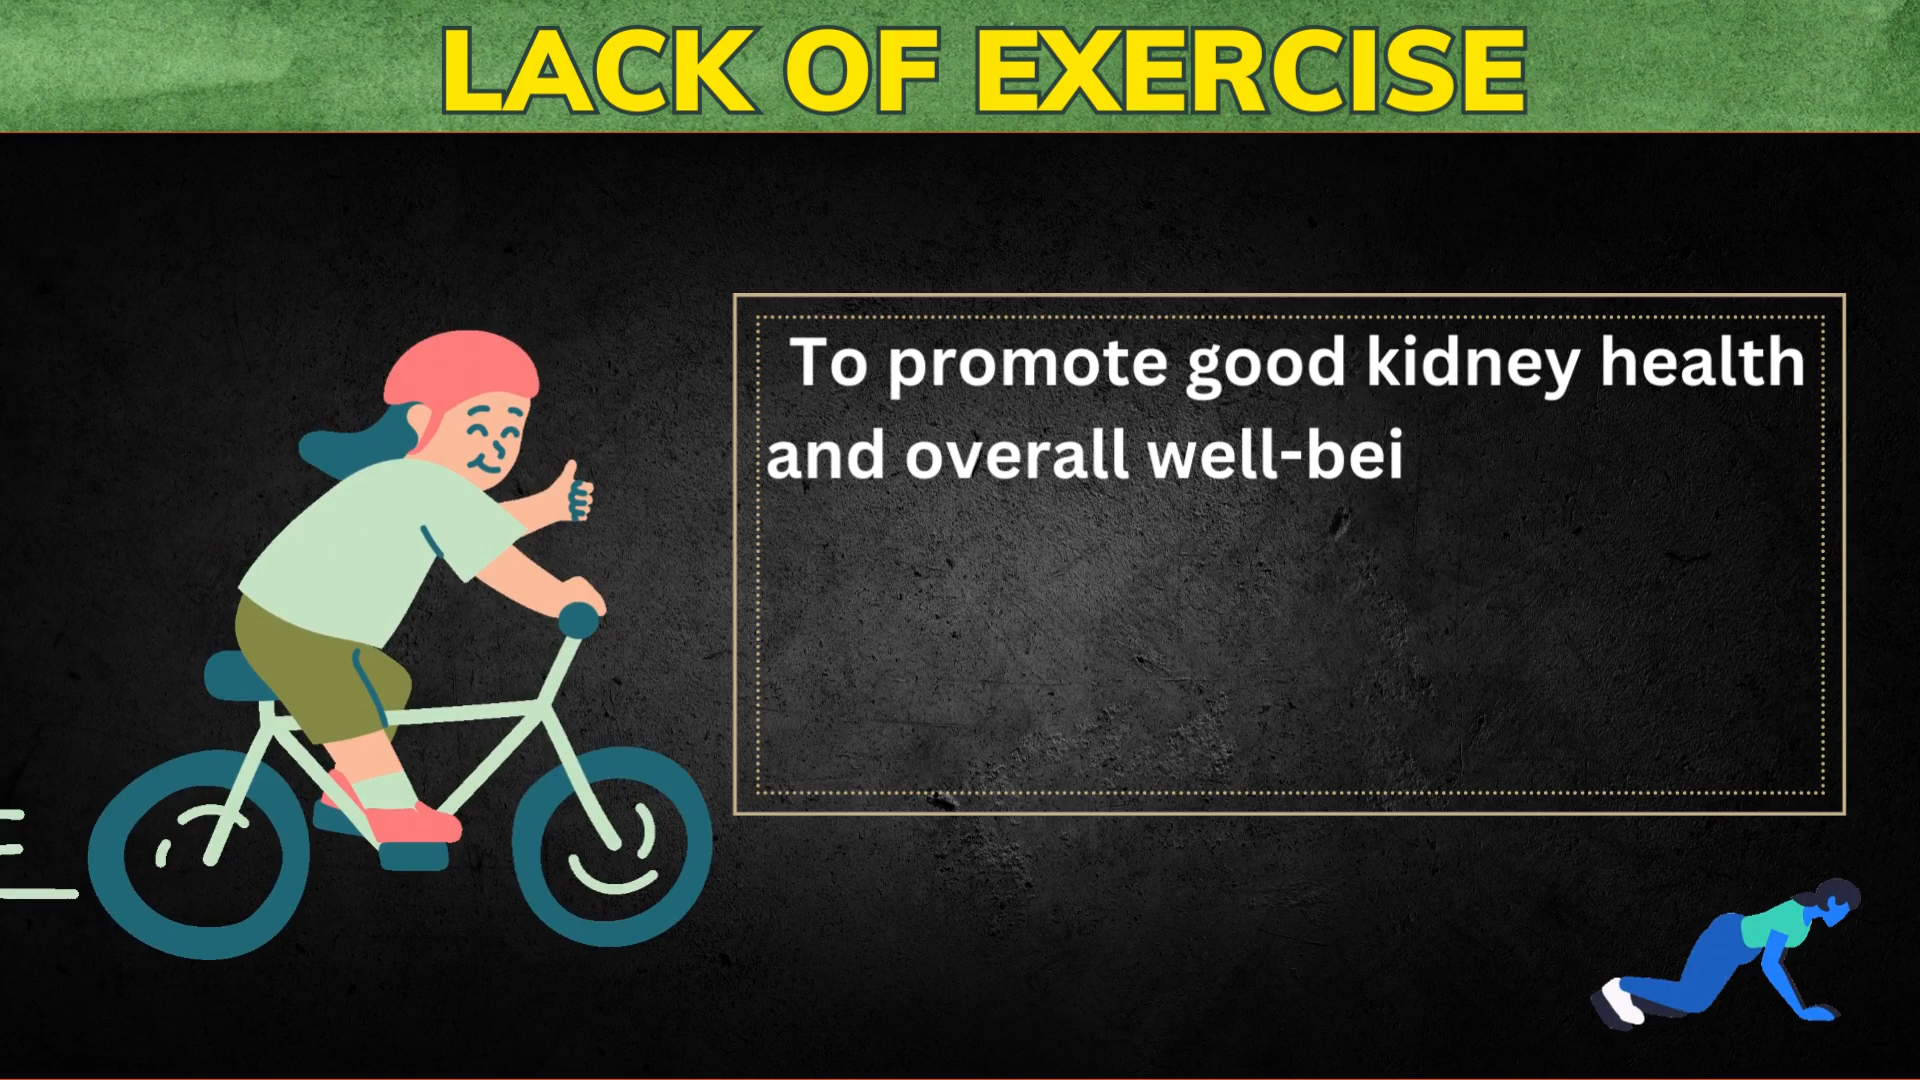 LACK OF EXERCISE
To promote good kidney health
and overall well-bei